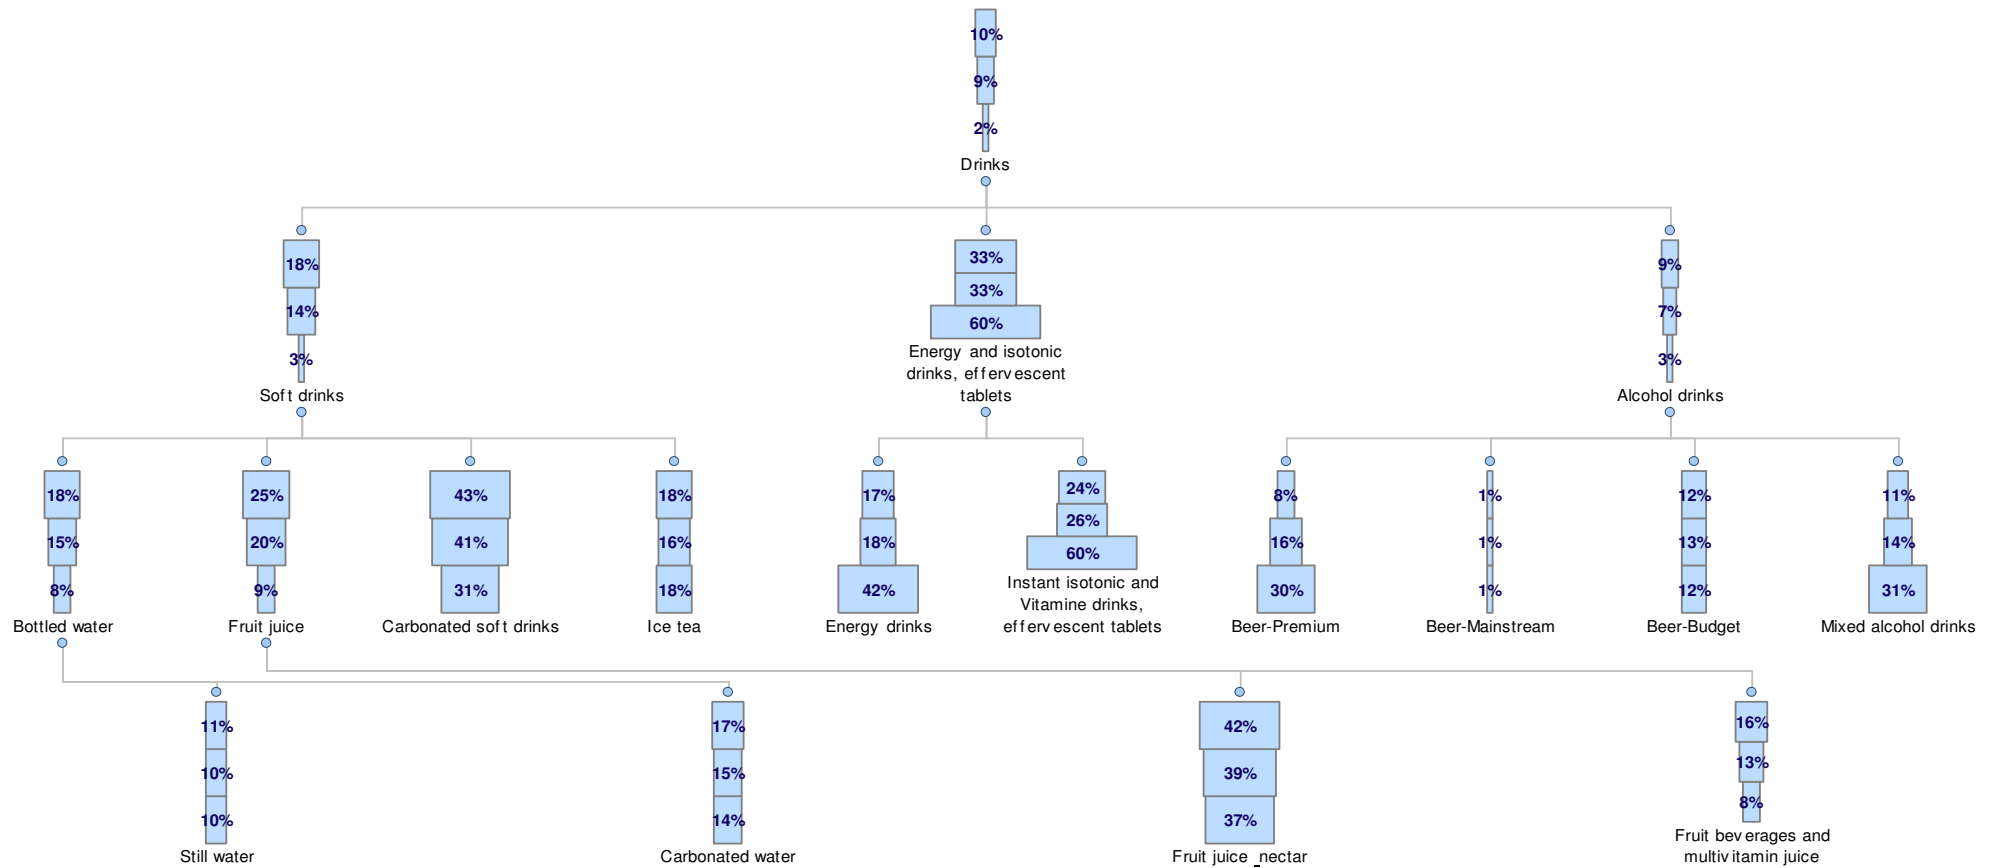 10%
9%
2%
Drinks
18%
14%
3%
Soft drinks
33%
33%
60%
Energy and isotonic
drinks, effervescent
tablets
9%
7%
3%
Alcohol drinks
18%
15%
8%
Bottled water
25%
20%
9%
Fruit juice
43%
41%
31%
Carbonated soft drinks
18%
16%
18%
Ice tea
17%
18%
42%
Energy drinks
24%
26%
60%
Instant isotonic and
Vitamine drinks,
effervescent tablets
8%
16%
30%
Beer-Premium
1%
1%
1%
Beer-Mainstream
12%
13%
12%
Beer-Budget
11%
14%
31%
Mixed alcohol drinks
11%
10%
10%
Still water
17%
15%
14%
Carbonated water
42%
39%
37%
Fruit juice_nectar
16%
13%
8%
Fruit beverages and
multivitamin juice